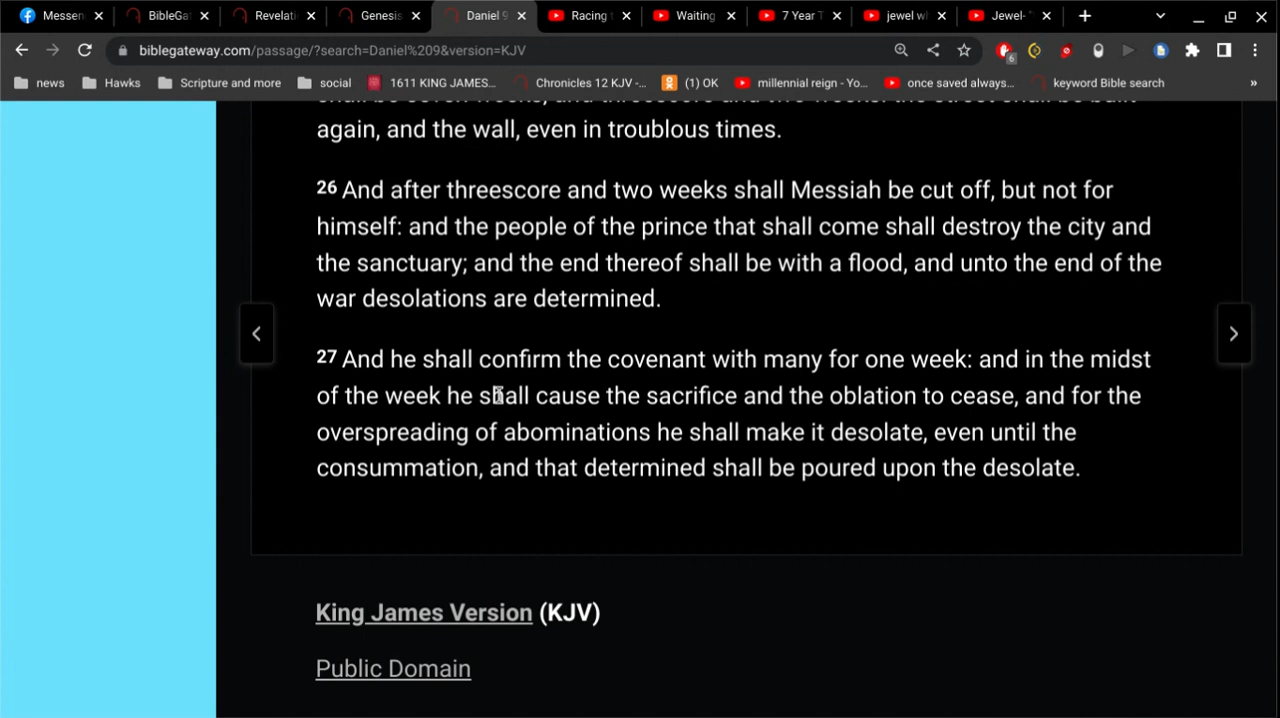 Messen
BibleGa
Revelati
Genesis
Daniel 9
Racing t
Waiting
7 Year T
jewel wh
Jewel-
biblegateway.com/passage/?search=Daniel%209&version=KJV
6
news
Hawks
Scripture and more
social
1611 KING JAMES...
Chronicles 12 KJV -...
(1) OK
millennial reign - Yo...
once saved always...
keyword Bible search
»
again, and the wall, even in troublous times.
26 And after threescore and two weeks shall Messiah be cut off, but not for
himself: and the people of the prince that shall come shall destroy the city and
the sanctuary; and the end thereof shall be with a flood, and unto the end of the
war desolations are determined.
27 And he shall confirm the covenant with many for one week: and in the midst
of the week he shall cause the sacrifice and the oblation to cease, and for the
overspreading of abominations he shall make it desolate, even until the
consummation, and that determined shall be poured upon the desolate.
King James Version (KJV)
Public Domain